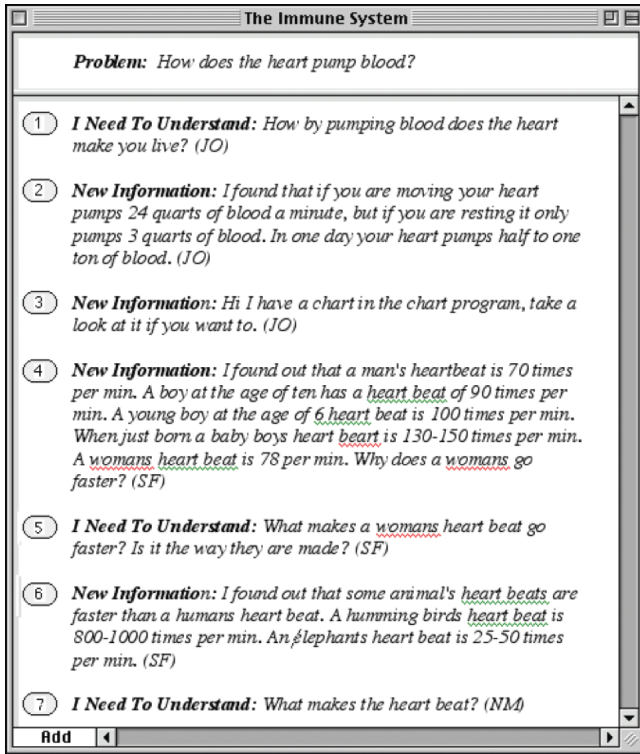 The Immune System
Problem: How does the heart pump blood?
1 I Need To Understand: How by pumping blood does the heart
make you live? (JO)
2 New Information: I found that if you are moving your heart
pumps 24 quarts of blood a minute, but if you are resting it only
pumps 3 quarts of blood. In one day your heart pumps half to one
ton of blood. (JO)
3 New Information: Hi I have a chart in the chart program, take a
look at it if you want to. (JO)
4 New Information: I found out that a man's heartbeat is 70 times
per min. A boy at the age of ten has a heart beat of 90 times per
min. A young boy at the age of 6 heart beat is 100 times per min.
When just born a baby boys heart beart is 130-150 times per min.
A womans heart beat is 78 per min. Why does a womans go
faster? (SF)
5 I Need To Understand: What makes a womans heart beat go
faster? Is it the way they are made? (SF)
6 New Information: I found out that some animal's heart beats are
faster than a humans heart beat. A humming birds heart beat is
800-1000 times per min. An élephants heart beat is 25-50 times
per min. (SF)
7 I Need To Understand: What makes the heart beat? (NM)
Add